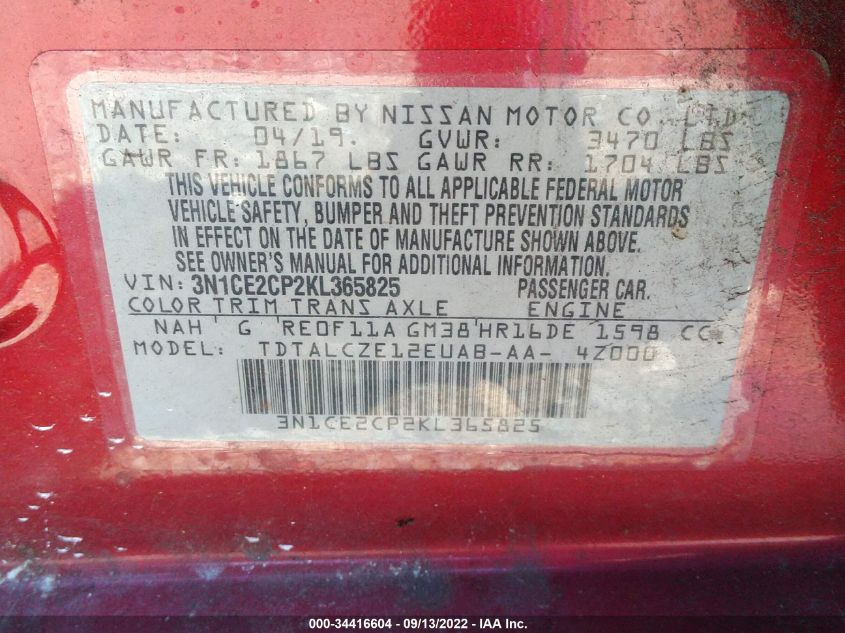 MANUFACTURED BY NISSAN MOTOR CO., LTD.
DATE: 04/19. GVWR: 3470 LBS
GAWR FR: 1867 LBS GAWR RR: 1704 LBS
THIS VEHICLE CONFORMS TO ALL APPLICABLE FEDERAL MOTOR
VEHICLE SAFETY, BUMPER AND THEFT PREVENTION STANDARDS
IN EFFECT ON THE DATE OF MANUFACTURE SHOWN ABOVE.
SEE OWNER'S MANUAL FOR ADDITIONAL INFORMATION.
VIN: 3N1CE2CP2KL365825 PASSENGER CAR.
COLOR TRIM TRANS AXLE ENGINE
NAH G RE0F11A GM38 HR16DE 1598 CC
MODEL: TDTALCZE12EUAB-AA- 4Z000
3N1CE2CP2KL365825
000-34416604 - 09/13/2022 - IAA Inc.